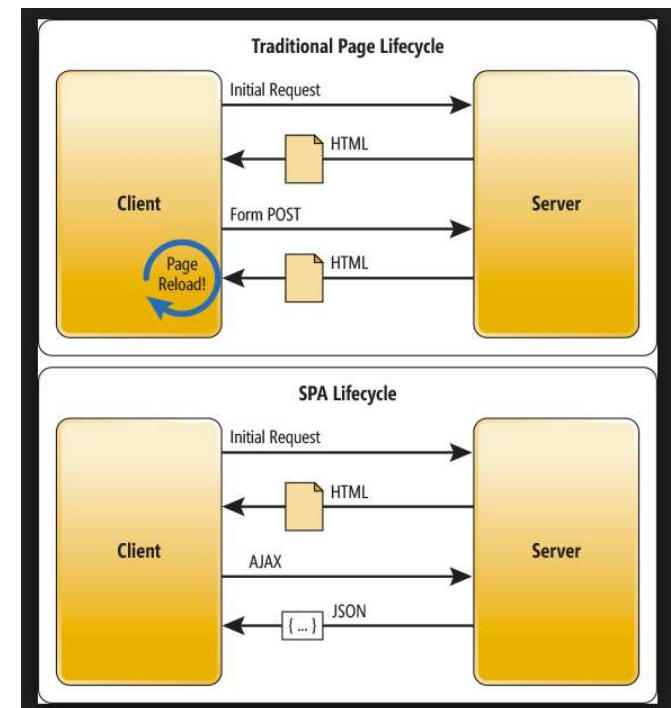 Traditional Page Lifecycle
Initial Request
HTML
Client
Server
Form POST
HTML
Page
Reload!
SPA Lifecycle
Initial Request
HTML
Client
Server
AJAX
JSON
{ ... }